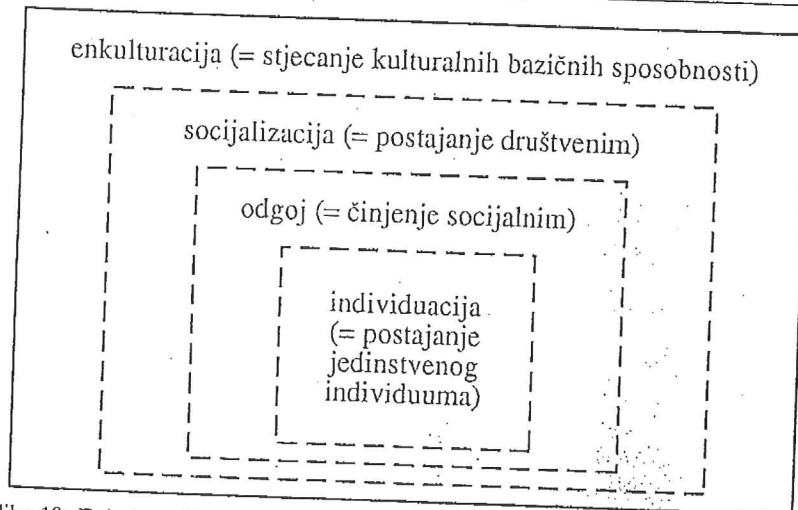 enkulturacija (= stjecanje kulturalnih bazičnih sposobnosti)
socijalizacija (= postajanje društvenim)
odgoj (= činjenje socijalnim)
individuacija
(= postajanje
jedinstvenog
individuuma)